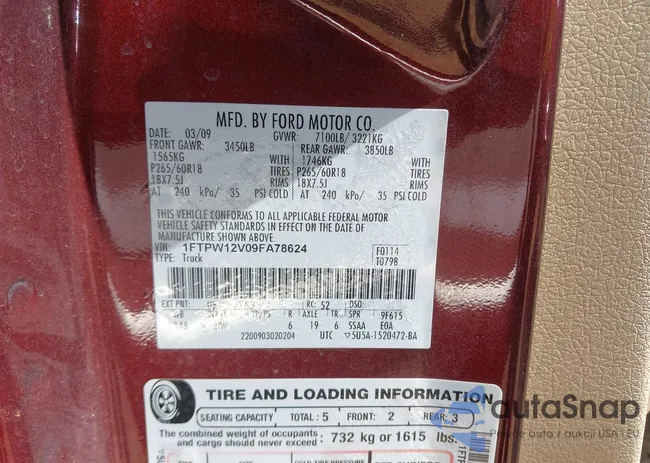 MFD. BY FORD MOTOR CO.
DATE: 03/09 GVWR: 7100LB/ 3221KG
FRONT GAWR: 3450LB REAR GAWR: 3850LB
1565KG WITH 1746KG WITH
P265/60R18 TIRES P265/60R18 TIRES
18X7.5J RIMS 18X7.5J RIMS
AT 240 kPa/ 35 PSI COLD AT 240 kPa/ 35 PSI COLD
THIS VEHICLE CONFORMS TO ALL APPLICABLE FEDERAL MOTOR
VEHICLE SAFETY STANDARDS IN EFFECT ON THE DATE OF
MANUFACTURE SHOWN ABOVE.
VIN: 1FTPW12V09FA78624 F0114
TYPE: Truck T0798
EXT PNT: RC: 52 DSO:
WB R AXLE TR SPR 9F615
145 6 19 6 SSAA E0A
2200903020204 UTC ▽5U5A-1520472-BA
TIRE AND LOADING INFORMATION
SEATING CAPACITY TOTAL: 5 FRONT: 2 REAR: 3
The combined weight of occupants
and cargo should never exceed: 732 kg or 1615 lbs.
autaSnap